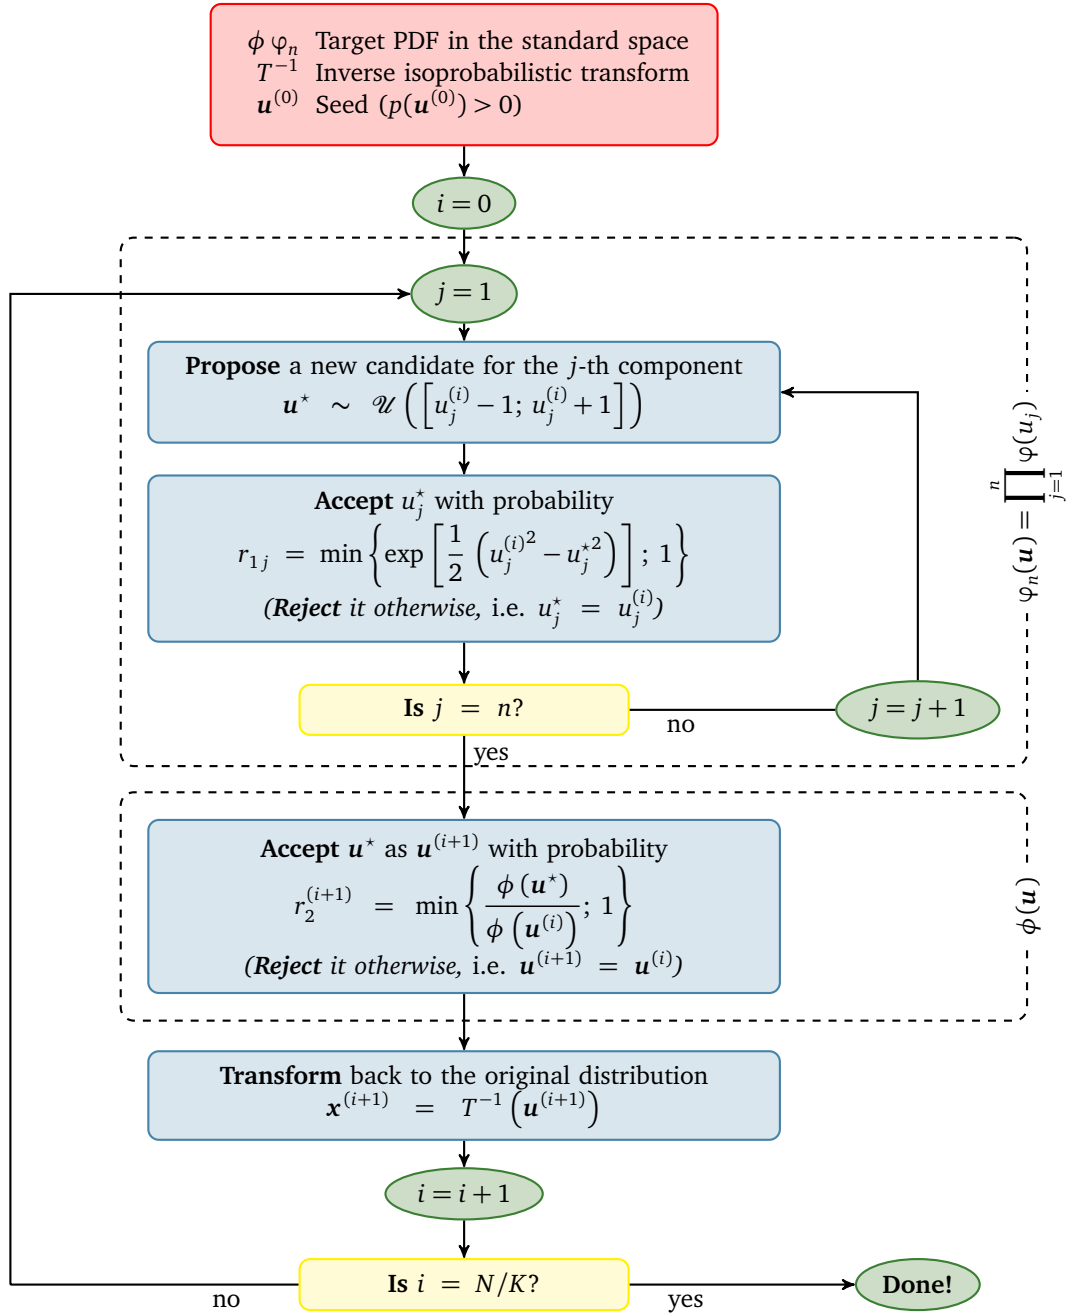 ϕ φₙ Target PDF in the standard space
T⁻¹ Inverse isoprobabilistic transform
𝒖⁽⁰⁾ Seed (p(𝒖⁽⁰⁾) > 0)
i = 0
j = 1
Propose a new candidate for the j-th component
𝒖^⋆ ∼ 𝒰([u_j^(i) − 1; u_j^(i) + 1])
Accept u_j^⋆ with probability
r_{1j} = min{exp[1/2 (u_j^(i)² − u_j^⋆²)]; 1}
(Reject it otherwise, i.e. u_j^⋆ = u_j^(i))
Is j = n?
no
j = j + 1
yes
φₙ(𝒖) = ∏_{j=1}^{n} φ(u_j)
Accept 𝒖^⋆ as 𝒖^(i+1) with probability
r_2^(i+1) = min{ϕ(𝒖^⋆)/ϕ(𝒖^(i)); 1}
(Reject it otherwise, i.e. 𝒖^(i+1) = 𝒖^(i))
ϕ(𝒖)
Transform back to the original distribution
𝒙^(i+1) = T⁻¹(𝒖^(i+1))
i = i + 1
Is i = N/K?
no
yes
Done!